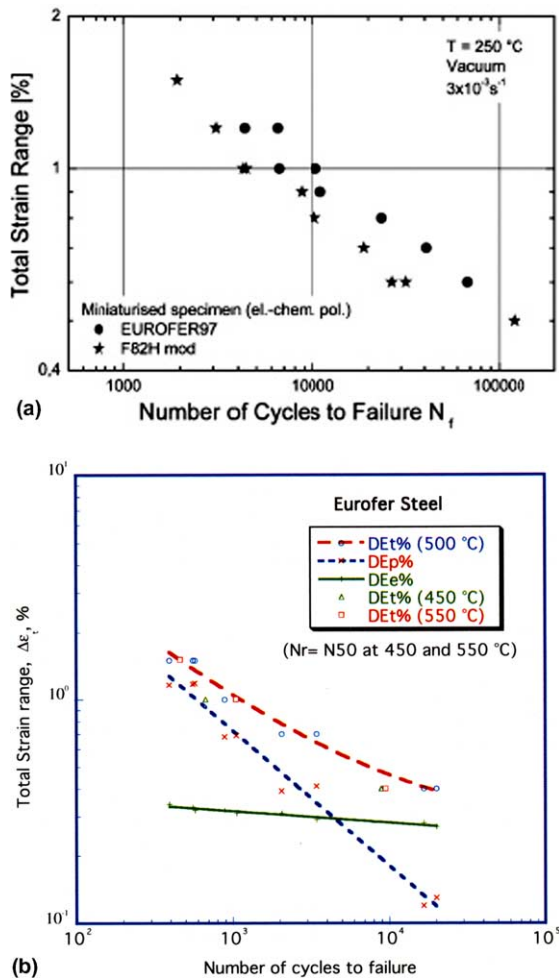 2
T = 250 °C
Vacuum
3x10⁻³s⁻¹
1
Total Strain Range [%]
Miniaturised specimen (el.-chem. pol.)
EUROFER97
F82H mod
0,4
1000 10000 100000
(a)
Number of Cycles to Failure N_f
10¹
Eurofer Steel
DEt% (500 °C)
DEp%
DEe%
DEt% (450 °C)
DEt% (550 °C)
(Nr= N50 at 450 and 550 °C)
Total Strain range, Δε_t, %
10⁰
10⁻¹
10² 10³ 10⁴ 10⁵
(b)
Number of cycles to failure